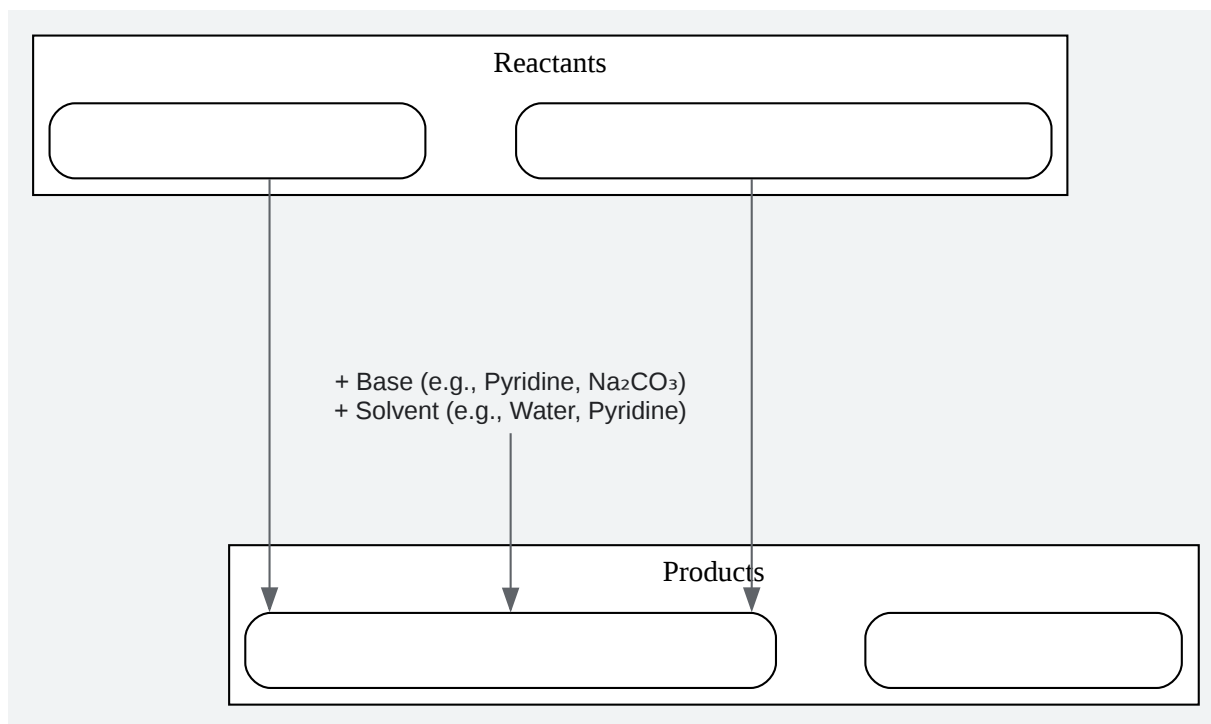 Reactants
+ Base (e.g., Pyridine, Na₂CO₃)
+ Solvent (e.g., Water, Pyridine)
Products